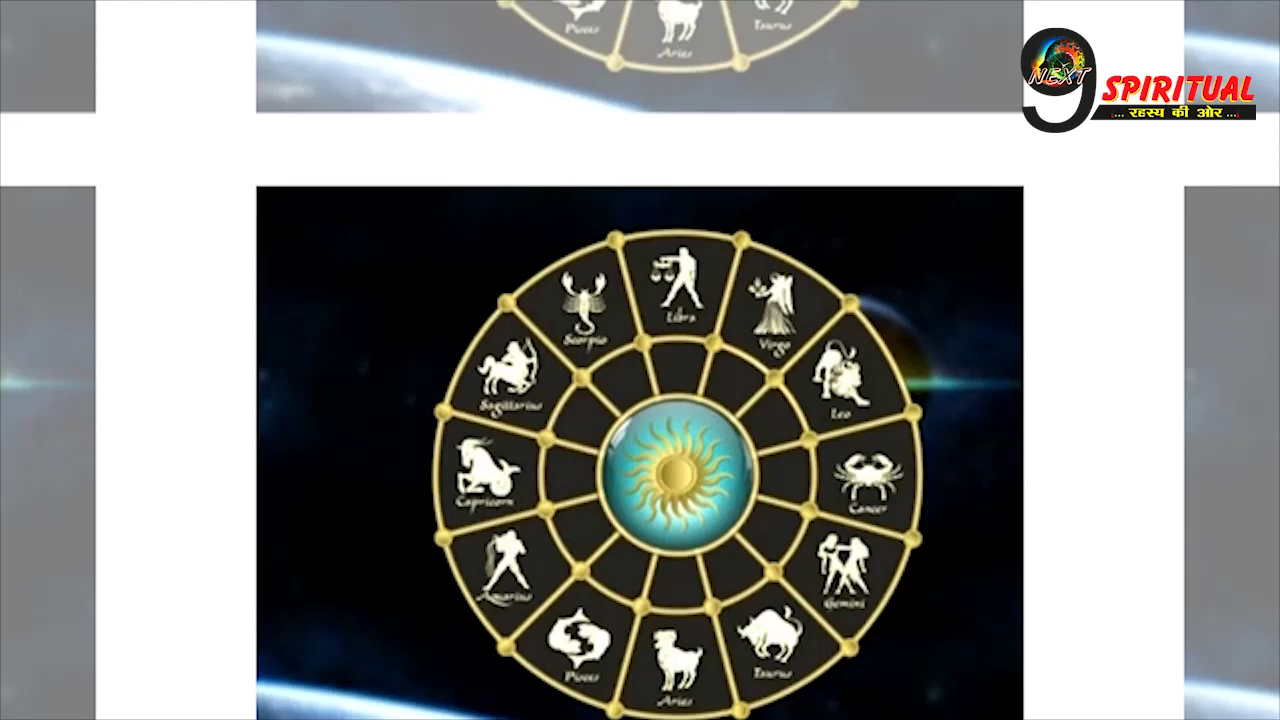 Pisces
Aries
Taurus
9
NEXT
SPIRITUAL
... रहस्य की ओर ...
Libra
Scorpio
Virgo
Sagittarius
Leo
Capricorn
Cancer
Aquarius
Gemini
Pisces
Taurus
Aries